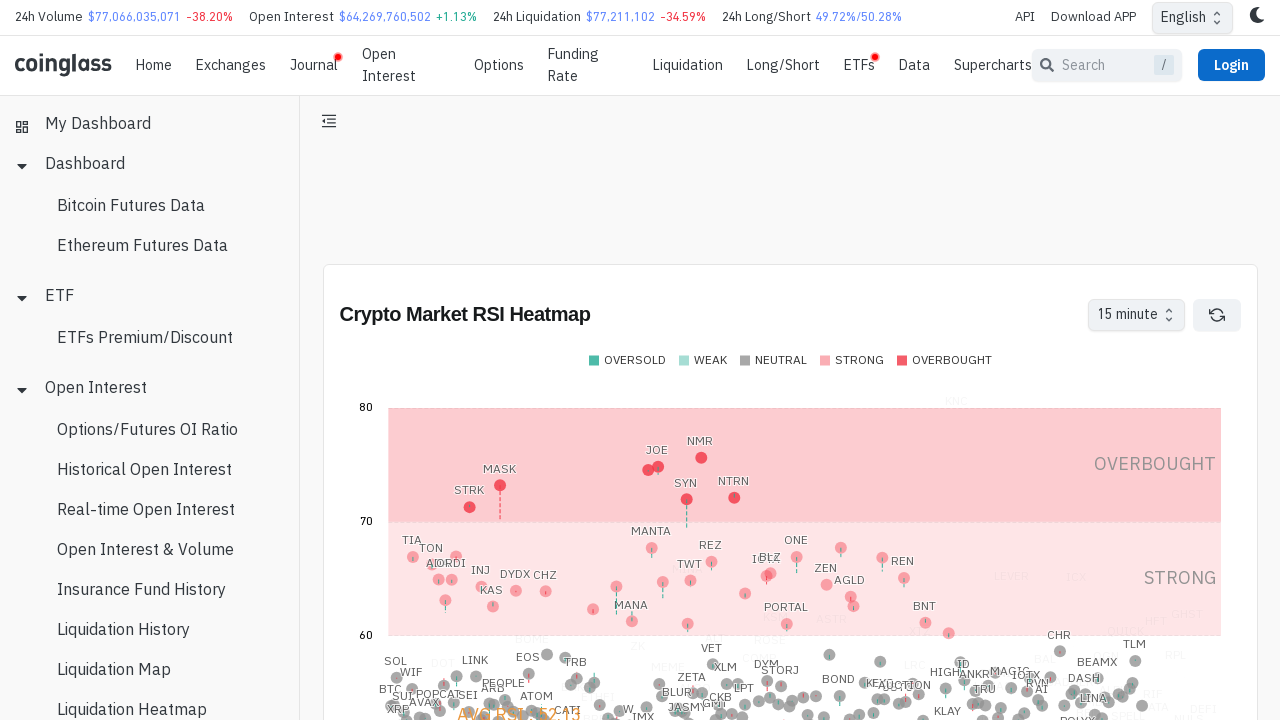 24h Volume $77,066,035,071 -38.20% Open Interest $64,269,760,502 +1.13% 24h Liquidation $77,211,102 -34.59% 24h Long/Short 49.72%/50.28% API Download APP English
coinglass Home Exchanges Journal Open Interest Options Funding Rate Liquidation Long/Short ETFs Data Supercharts Search / Login
My Dashboard
Dashboard
Bitcoin Futures Data
Ethereum Futures Data
ETF
ETFs Premium/Discount
Open Interest
Options/Futures OI Ratio
Historical Open Interest
Real-time Open Interest
Open Interest & Volume
Insurance Fund History
Liquidation History
Liquidation Map
Liquidation Heatmap
Crypto Market RSI Heatmap 15 minute
OVERSOLD WEAK NEUTRAL STRONG OVERBOUGHT
80
JOE NMR
OVERBOUGHT
MASK
STRK SYN NTRN
70
MANTA
TIA TON REZ ONE
BLZ REN
INJ DYDX CHZ TWT ZEN STRONG
KAS AGLD
MANA PORTAL BNT
60 CHR
TLM
VET
SOL LINK EOS TRB XLM DYM ID BEAMX
WIF STORJ HIGH MAGIC
ZETA BOND DASH
BTC PEOPLE BLUR LPT TRU AI
SUI POPCAT SEI ARB ATOM CKB LINA
XRP AVAX JASMY GMT
AVG RSI : 52.13 CATI W IMX KLAY